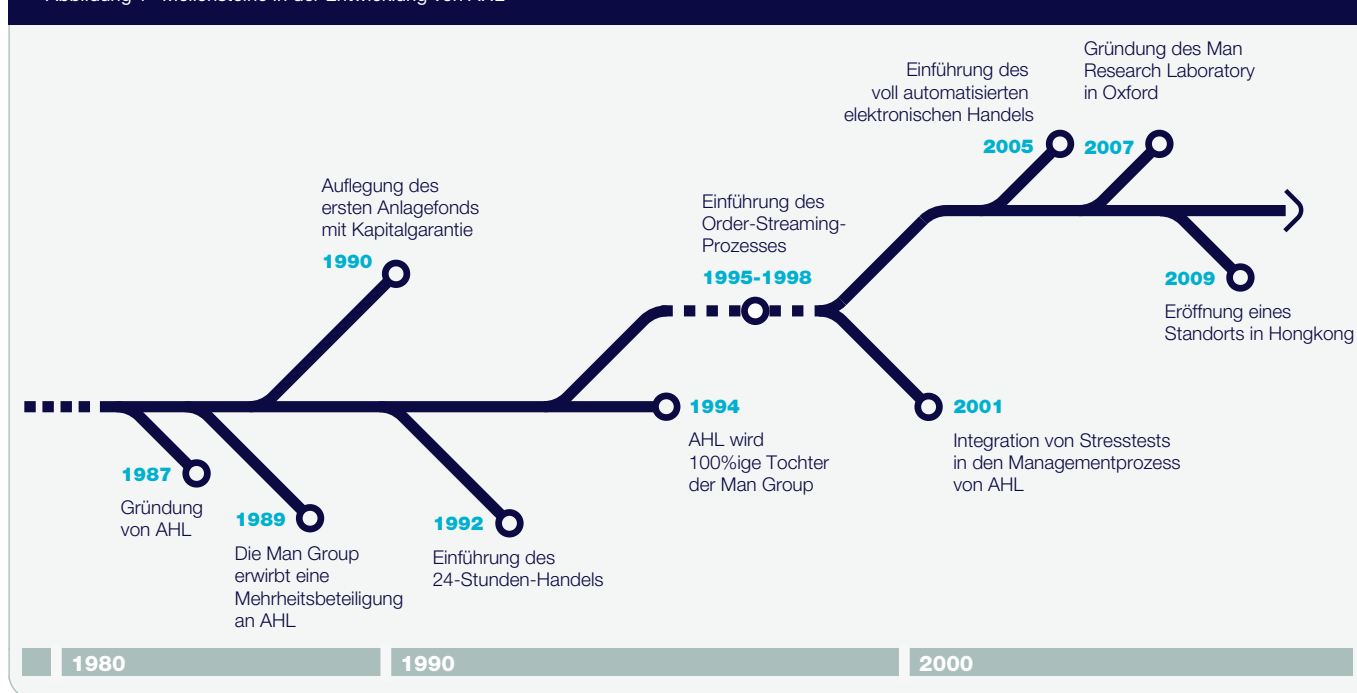 Einführung des
voll automatisierten
elektronischen Handels
2005
Gründung des Man
Research Laboratory
in Oxford
2007
Auflegung des
ersten Anlagefonds
mit Kapitalgarantie
1990
Einführung des
Order-Streaming-
Prozesses
1995-1998
2009
Eröffnung eines
Standorts in Hongkong
1987
Gründung
von AHL
1989
Die Man Group
erwirbt eine
Mehrheitsbeteiligung
an AHL
1992
Einführung des
24-Stunden-Handels
1994
AHL wird
100%ige Tochter
der Man Group
2001
Integration von Stresstests
in den Managementprozess
von AHL
1980
1990
2000